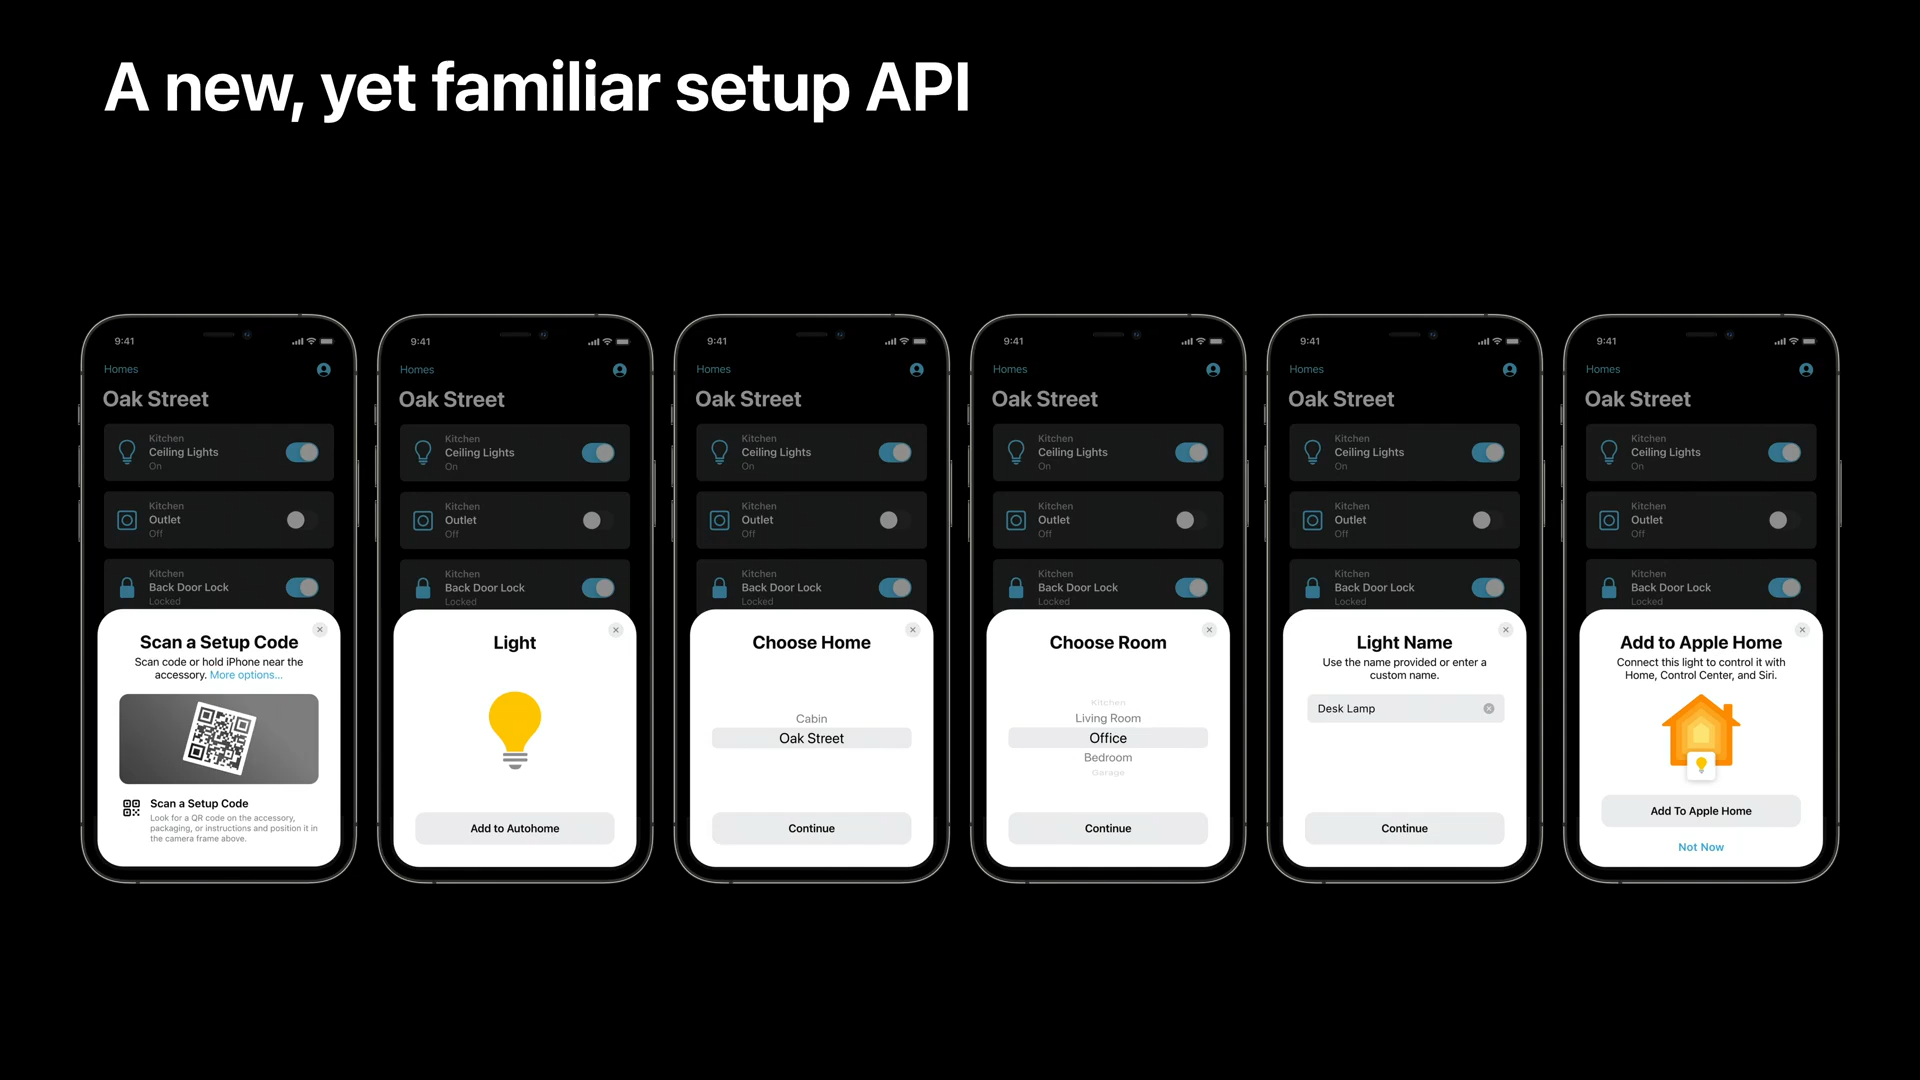 A new, yet familiar setup API
9:41
Homes
Oak Street
Kitchen
Ceiling Lights
On
Kitchen
Outlet
Off
Kitchen
Back Door Lock
Locked
Scan a Setup Code
Scan code or hold iPhone near the
accessory. More options...
Scan a Setup Code
Look for a QR code on the accessory,
packaging, or instructions and position it in
the camera frame above.
9:41
Homes
Oak Street
Kitchen
Ceiling Lights
On
Kitchen
Outlet
Off
Kitchen
Back Door Lock
Locked
Light
Add to Autohome
9:41
Homes
Oak Street
Kitchen
Ceiling Lights
On
Kitchen
Outlet
Off
Kitchen
Back Door Lock
Locked
Choose Home
Cabin
Oak Street
Continue
9:41
Homes
Oak Street
Kitchen
Ceiling Lights
On
Kitchen
Outlet
Off
Kitchen
Back Door Lock
Locked
Choose Room
Kitchen
Living Room
Office
Bedroom
Garage
Continue
9:41
Homes
Oak Street
Kitchen
Ceiling Lights
On
Kitchen
Outlet
Off
Kitchen
Back Door Lock
Locked
Light Name
Use the name provided or enter a
custom name.
Desk Lamp
Continue
9:41
Homes
Oak Street
Kitchen
Ceiling Lights
On
Kitchen
Outlet
Off
Kitchen
Back Door Lock
Locked
Add to Apple Home
Connect this light to control it with
Home, Control Center, and Siri.
Add To Apple Home
Not Now